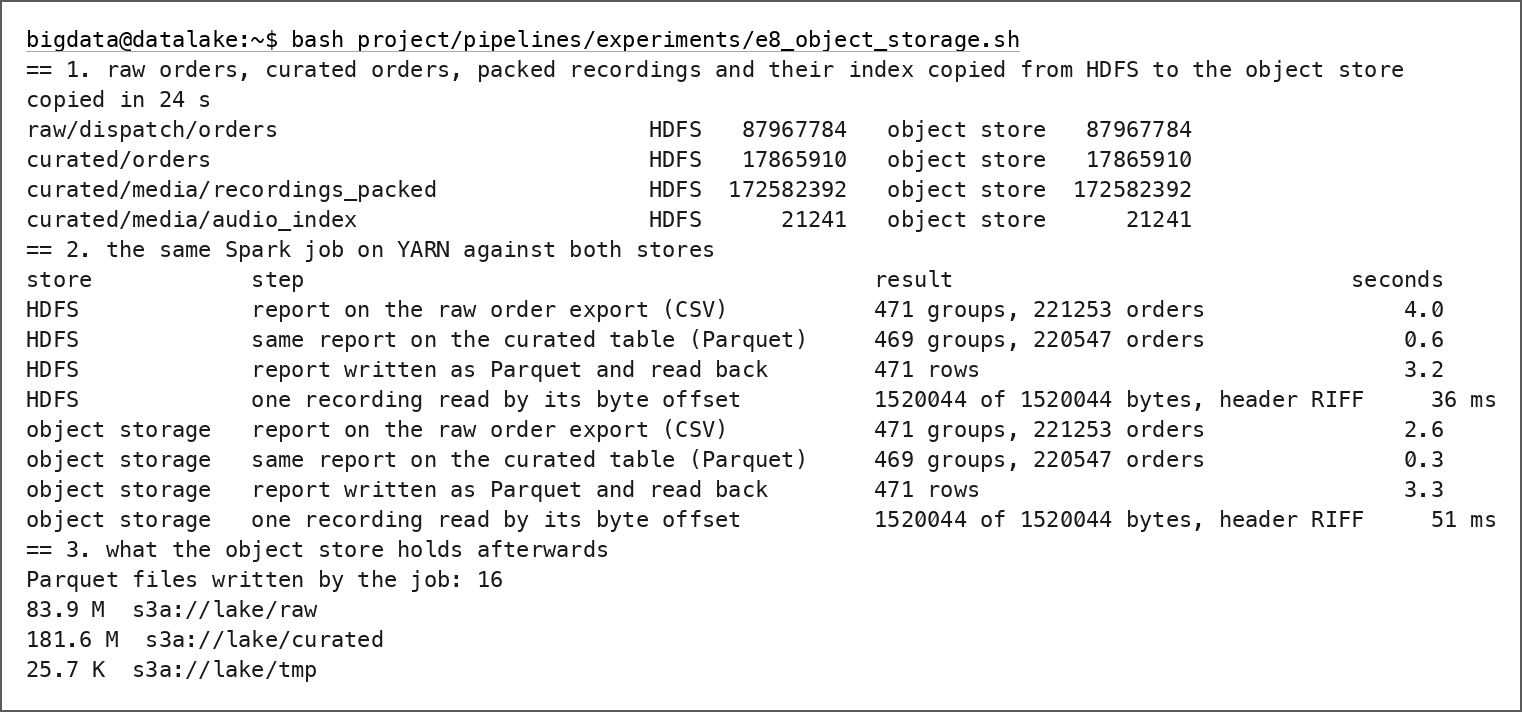 bigdata@datalake:~$ bash project/pipelines/experiments/e8_object_storage.sh
== 1. raw orders, curated orders, packed recordings and their index copied from HDFS to the object store
copied in 24 s
raw/dispatch/orders                            HDFS   87967784   object store   87967784
curated/orders                                 HDFS   17865910   object store   17865910
curated/media/recordings_packed                HDFS  172582392   object store  172582392
curated/media/audio_index                      HDFS      21241   object store      21241
== 2. the same Spark job on YARN against both stores
store            step                                           result                              seconds
HDFS             report on the raw order export (CSV)           471 groups, 221253 orders               4.0
HDFS             same report on the curated table (Parquet)     469 groups, 220547 orders               0.6
HDFS             report written as Parquet and read back        471 rows                                3.2
HDFS             one recording read by its byte offset          1520044 of 1520044 bytes, header RIFF     36 ms
object storage   report on the raw order export (CSV)           471 groups, 221253 orders               2.6
object storage   same report on the curated table (Parquet)     469 groups, 220547 orders               0.3
object storage   report written as Parquet and read back        471 rows                                3.3
object storage   one recording read by its byte offset          1520044 of 1520044 bytes, header RIFF     51 ms
== 3. what the object store holds afterwards
Parquet files written by the job: 16
83.9 M  s3a://lake/raw
181.6 M  s3a://lake/curated
25.7 K  s3a://lake/tmp